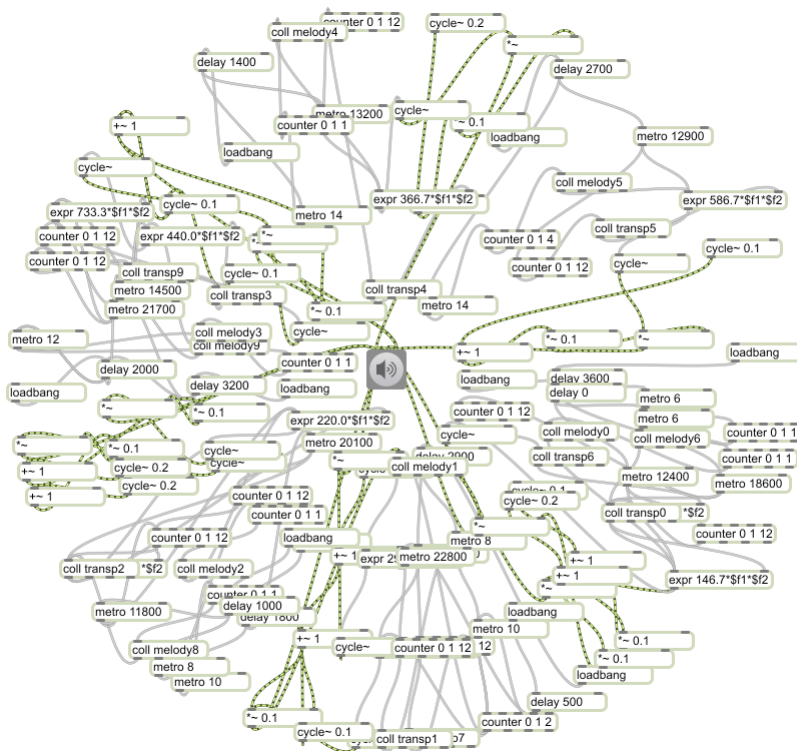 counter 0 1 12
coll melody4
cycle~ 0.2
*~
delay 1400
delay 2700
metro 13200
cycle~
counter 0 1 1
~ 0.1
+~ 1
loadbang
metro 12900
loadbang
cycle~
coll melody5
expr 733.3*$f1*$f2
cycle~ 0.1
metro 14
expr 366.7*$f1*$f2
expr 586.7*$f1*$f2
counter 0 1 12
expr 440.0*$f1*$f2
*~
coll transp5
counter 0 1 4
counter 0 1 12
coll transp9
cycle~ 0.1
cycle~
cycle~ 0.1
counter 0 1 12
metro 14500
coll transp3
coll transp4
metro 21700
*~ 0.1
metro 14
metro 12
coll melody3
cycle~
*~ 0.1
*~
coll melody9
+~ 1
loadbang
delay 2000
counter 0 1 1
loadbang
delay 3200
loadbang
loadbang
delay 3600
delay 0
metro 6
*~
*~ 0.1
expr 220.0*$f1*$f2
counter 0 1 12
metro 6
*~
*~ 0.1
cycle~
metro 20100
cycle~
coll melody0
coll melody6
counter 0 1 1
+~ 1
cycle~ 0.2
cycle~
*~
delay 2900
coll melody1
coll transp6
counter 0 1 1
+~ 1
cycle~ 0.2
metro 12400
metro 18600
counter 0 1 12
counter 0 1 1
cycle~ 0.1
cycle~ 0.2
coll transp0
*$f2
counter 0 1 12
loadbang
*~
metro 8
counter 0 1 12
+~ 1
metro 22800
+~ 1
coll transp2
*$f2
coll melody2
+~ 1
*~
expr 146.7*$f1*$f2
counter 0 1 1
metro 11800
delay 1000
delay 1800
loadbang
coll melody8
+~ 1
cycle~
counter 0 1 12
12
metro 10
*~ 0.1
metro 8
metro 10
*~ 0.1
loadbang
*~ 0.1
cycle~ 0.1
coll transp1
p7
counter 0 1 2
delay 500